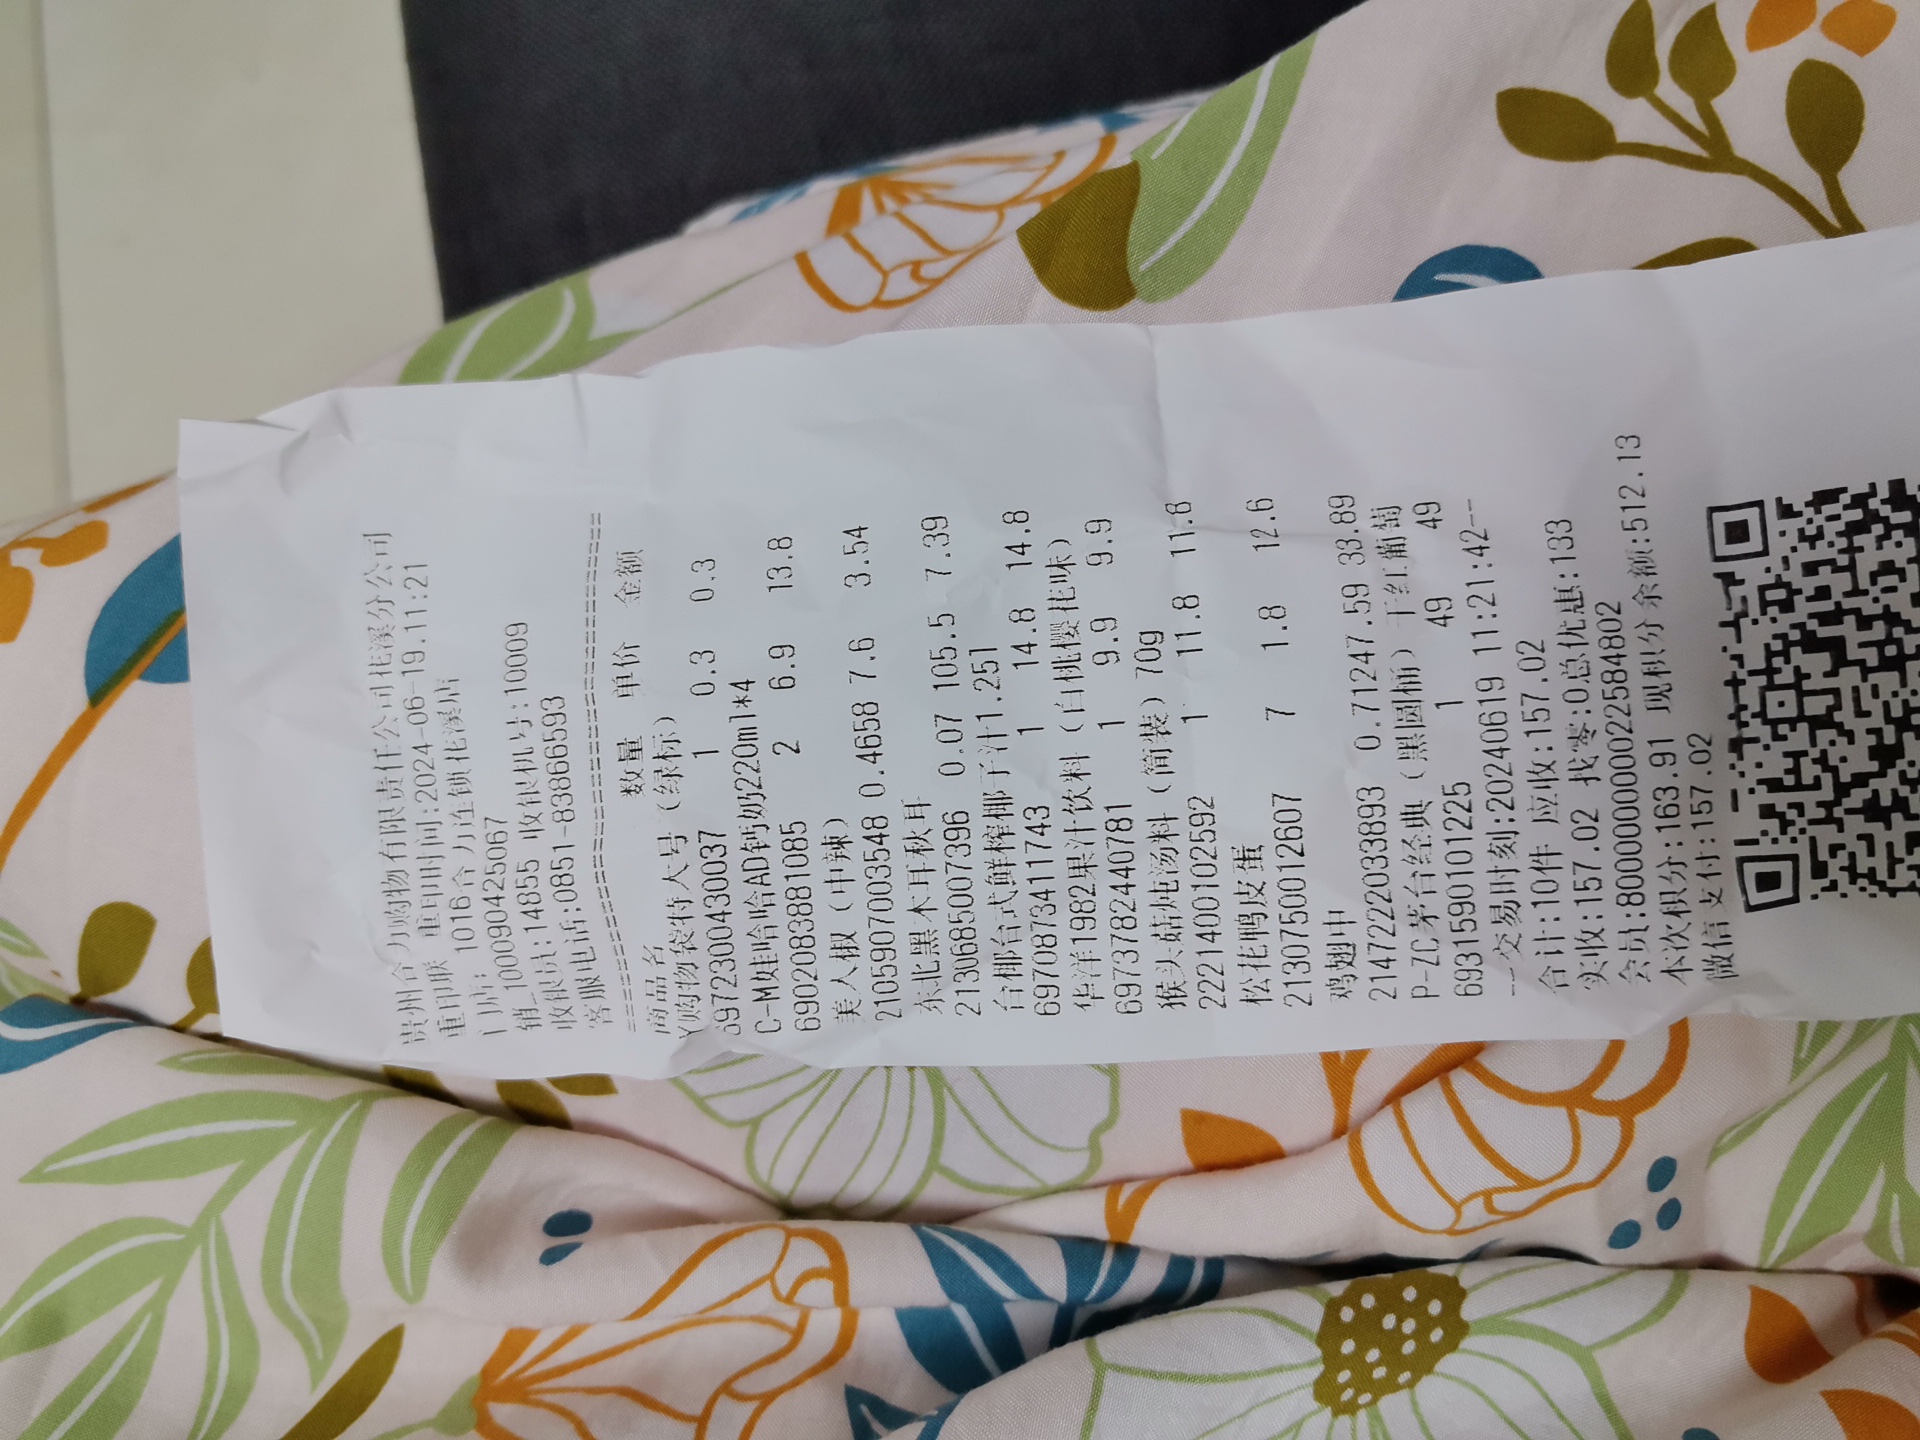 贵州合力购物有限责任公司花溪分公司
重印联 重印时间:2024-06-19.11:21
门店: 1016合力连锁花溪店
销_100090425067
收银员:14855 收银机号:10009
客服电话:0851-83866593
================================
商品名 数量 单价 金额
Y购物袋特大号(绿标)
6972300430037 1 0.3 0.3
C-M娃哈哈AD钙奶220ml*4
6902083881085 2 6.9 13.8
美人椒(中辣)
2105907003548 0.4658 7.6 3.54
东北黑木耳秋耳
2130685007396 0.07 105.5 7.39
台椰台式鲜榨椰子汁1.25l
6970873411743 1 14.8 14.8
华洋1982果汁饮料(白桃樱花味)
6973782440781 1 9.9 9.9
猴头菇炖汤料(简装)70g
2221400102592 1 11.8 11.8
松花鸭皮蛋
2130750012607 7 1.8 12.6
鸡翅中
2147222033893 0.71247.59 33.89
P-ZC茅台经典(黑圆桶)干红葡萄
6931590101225 1 49 49
--交易时刻:20240619 11:21:42--
合计:10件 应收:157.02
实收:157.02 找零:0总优惠:133
会员:8000000000022584802
本次积分:163.91 现积分余额:512.13
微信支付:157.02